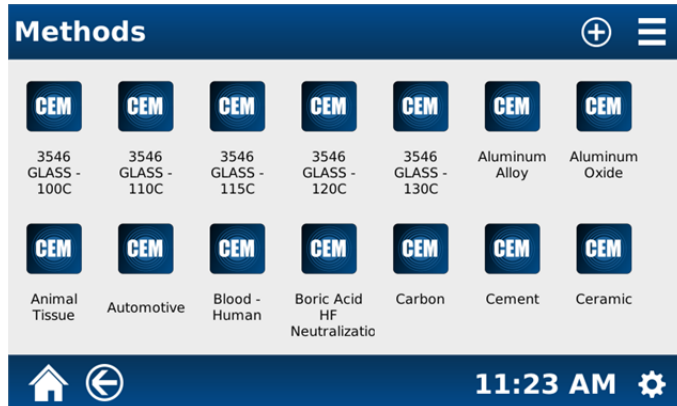 Methods
CEM CEM CEM CEM CEM CEM CEM
3546 3546 3546 3546 3546 Aluminum Aluminum
GLASS - GLASS - GLASS - GLASS - GLASS - Alloy Oxide
100C 110C 115C 120C 130C
CEM CEM CEM CEM CEM CEM CEM
Animal Automotive Blood - Boric Acid Carbon Cement Ceramic
Tissue Human HF
Neutralizatio
11:23 AM